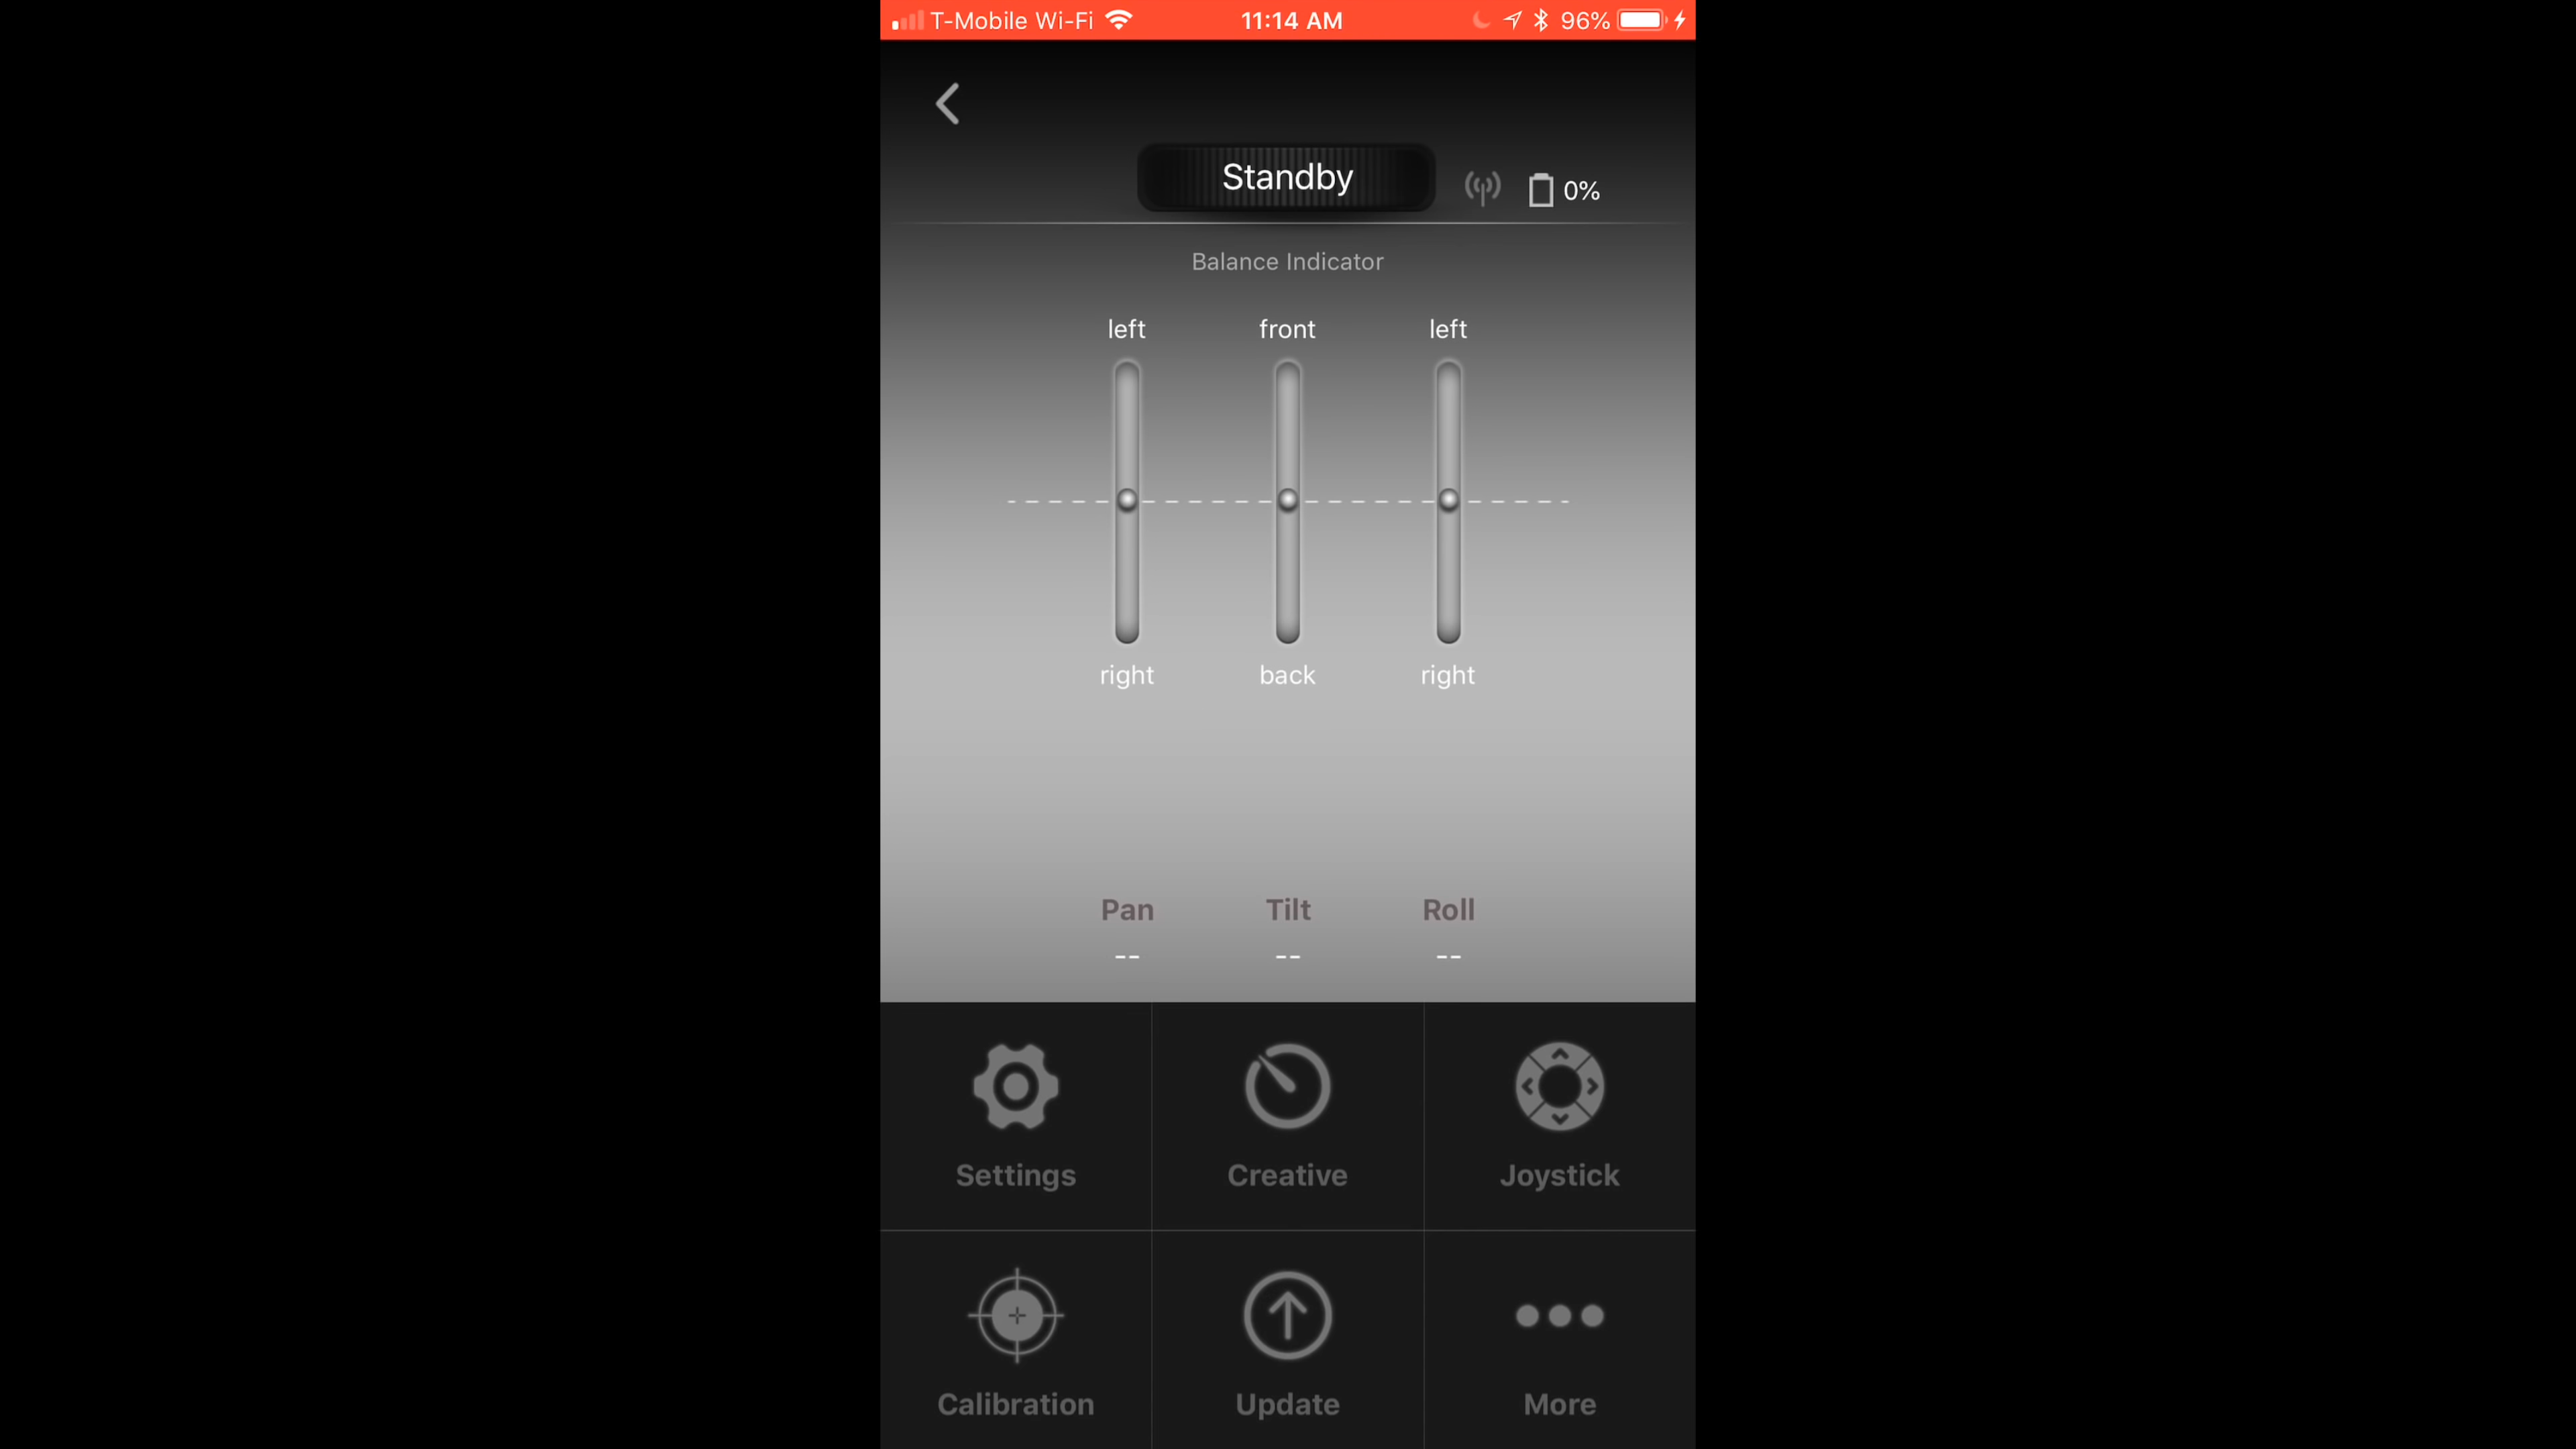 T-Mobile Wi-Fi 11:14 AM 96%
Standby 0%
Balance Indicator
left front left
right back right
Pan Tilt Roll
-- -- --
Settings Creative Joystick
Calibration Update More